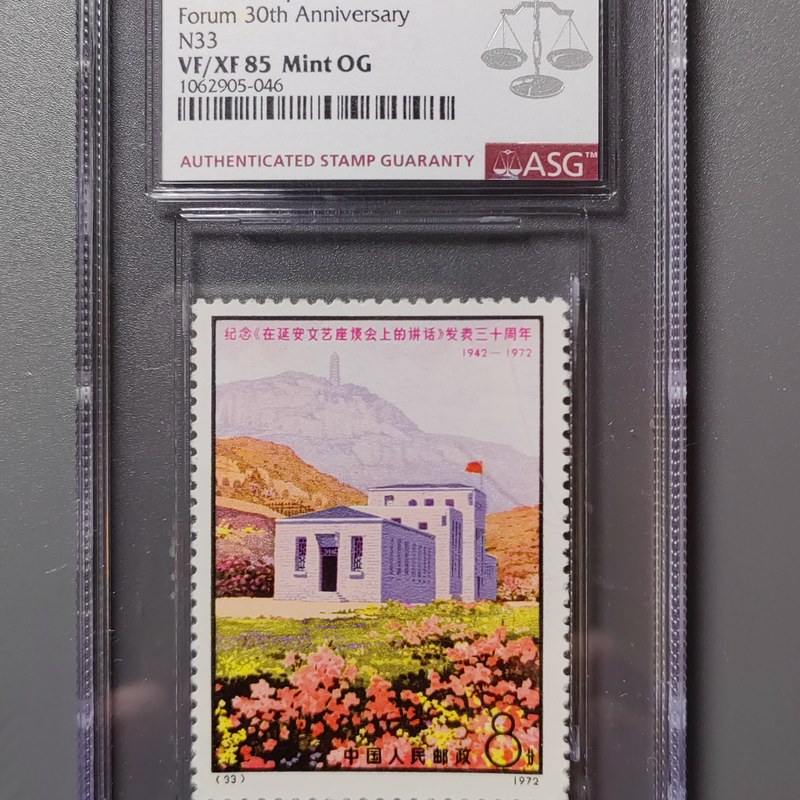 Forum 30th Anniversary
N33
VF/XF 85 Mint OG
1062905-046
AUTHENTICATED STAMP GUARANTY
ASG™
纪念《在延安文艺座谈会上的讲话》发表三十周年
1942—1972
中国人民邮政
8分
(33)
1972